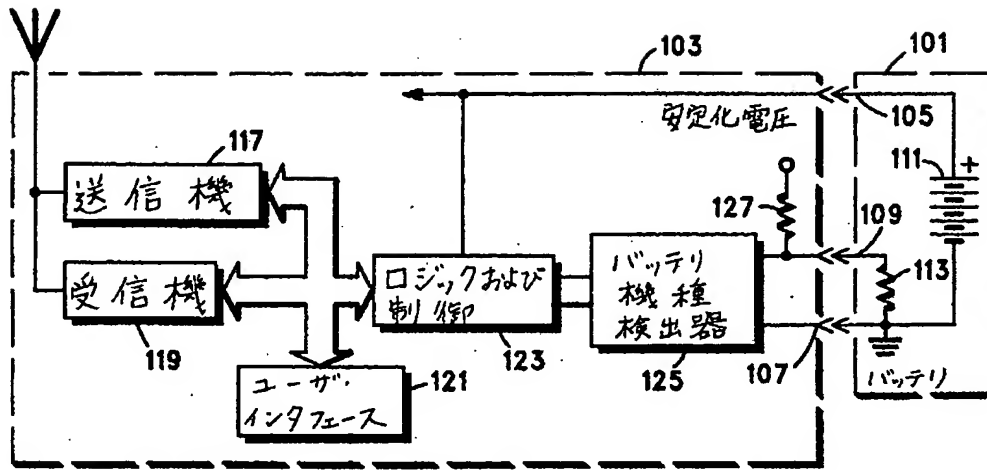 103
101
安定化電圧
105
117
111
+
送信機
127
109
受信機
ロジックおよび
制御
バッテリ
機種
検出器
113
119
123
125
107
ユーザ・
インタフェース
121
バッテリ